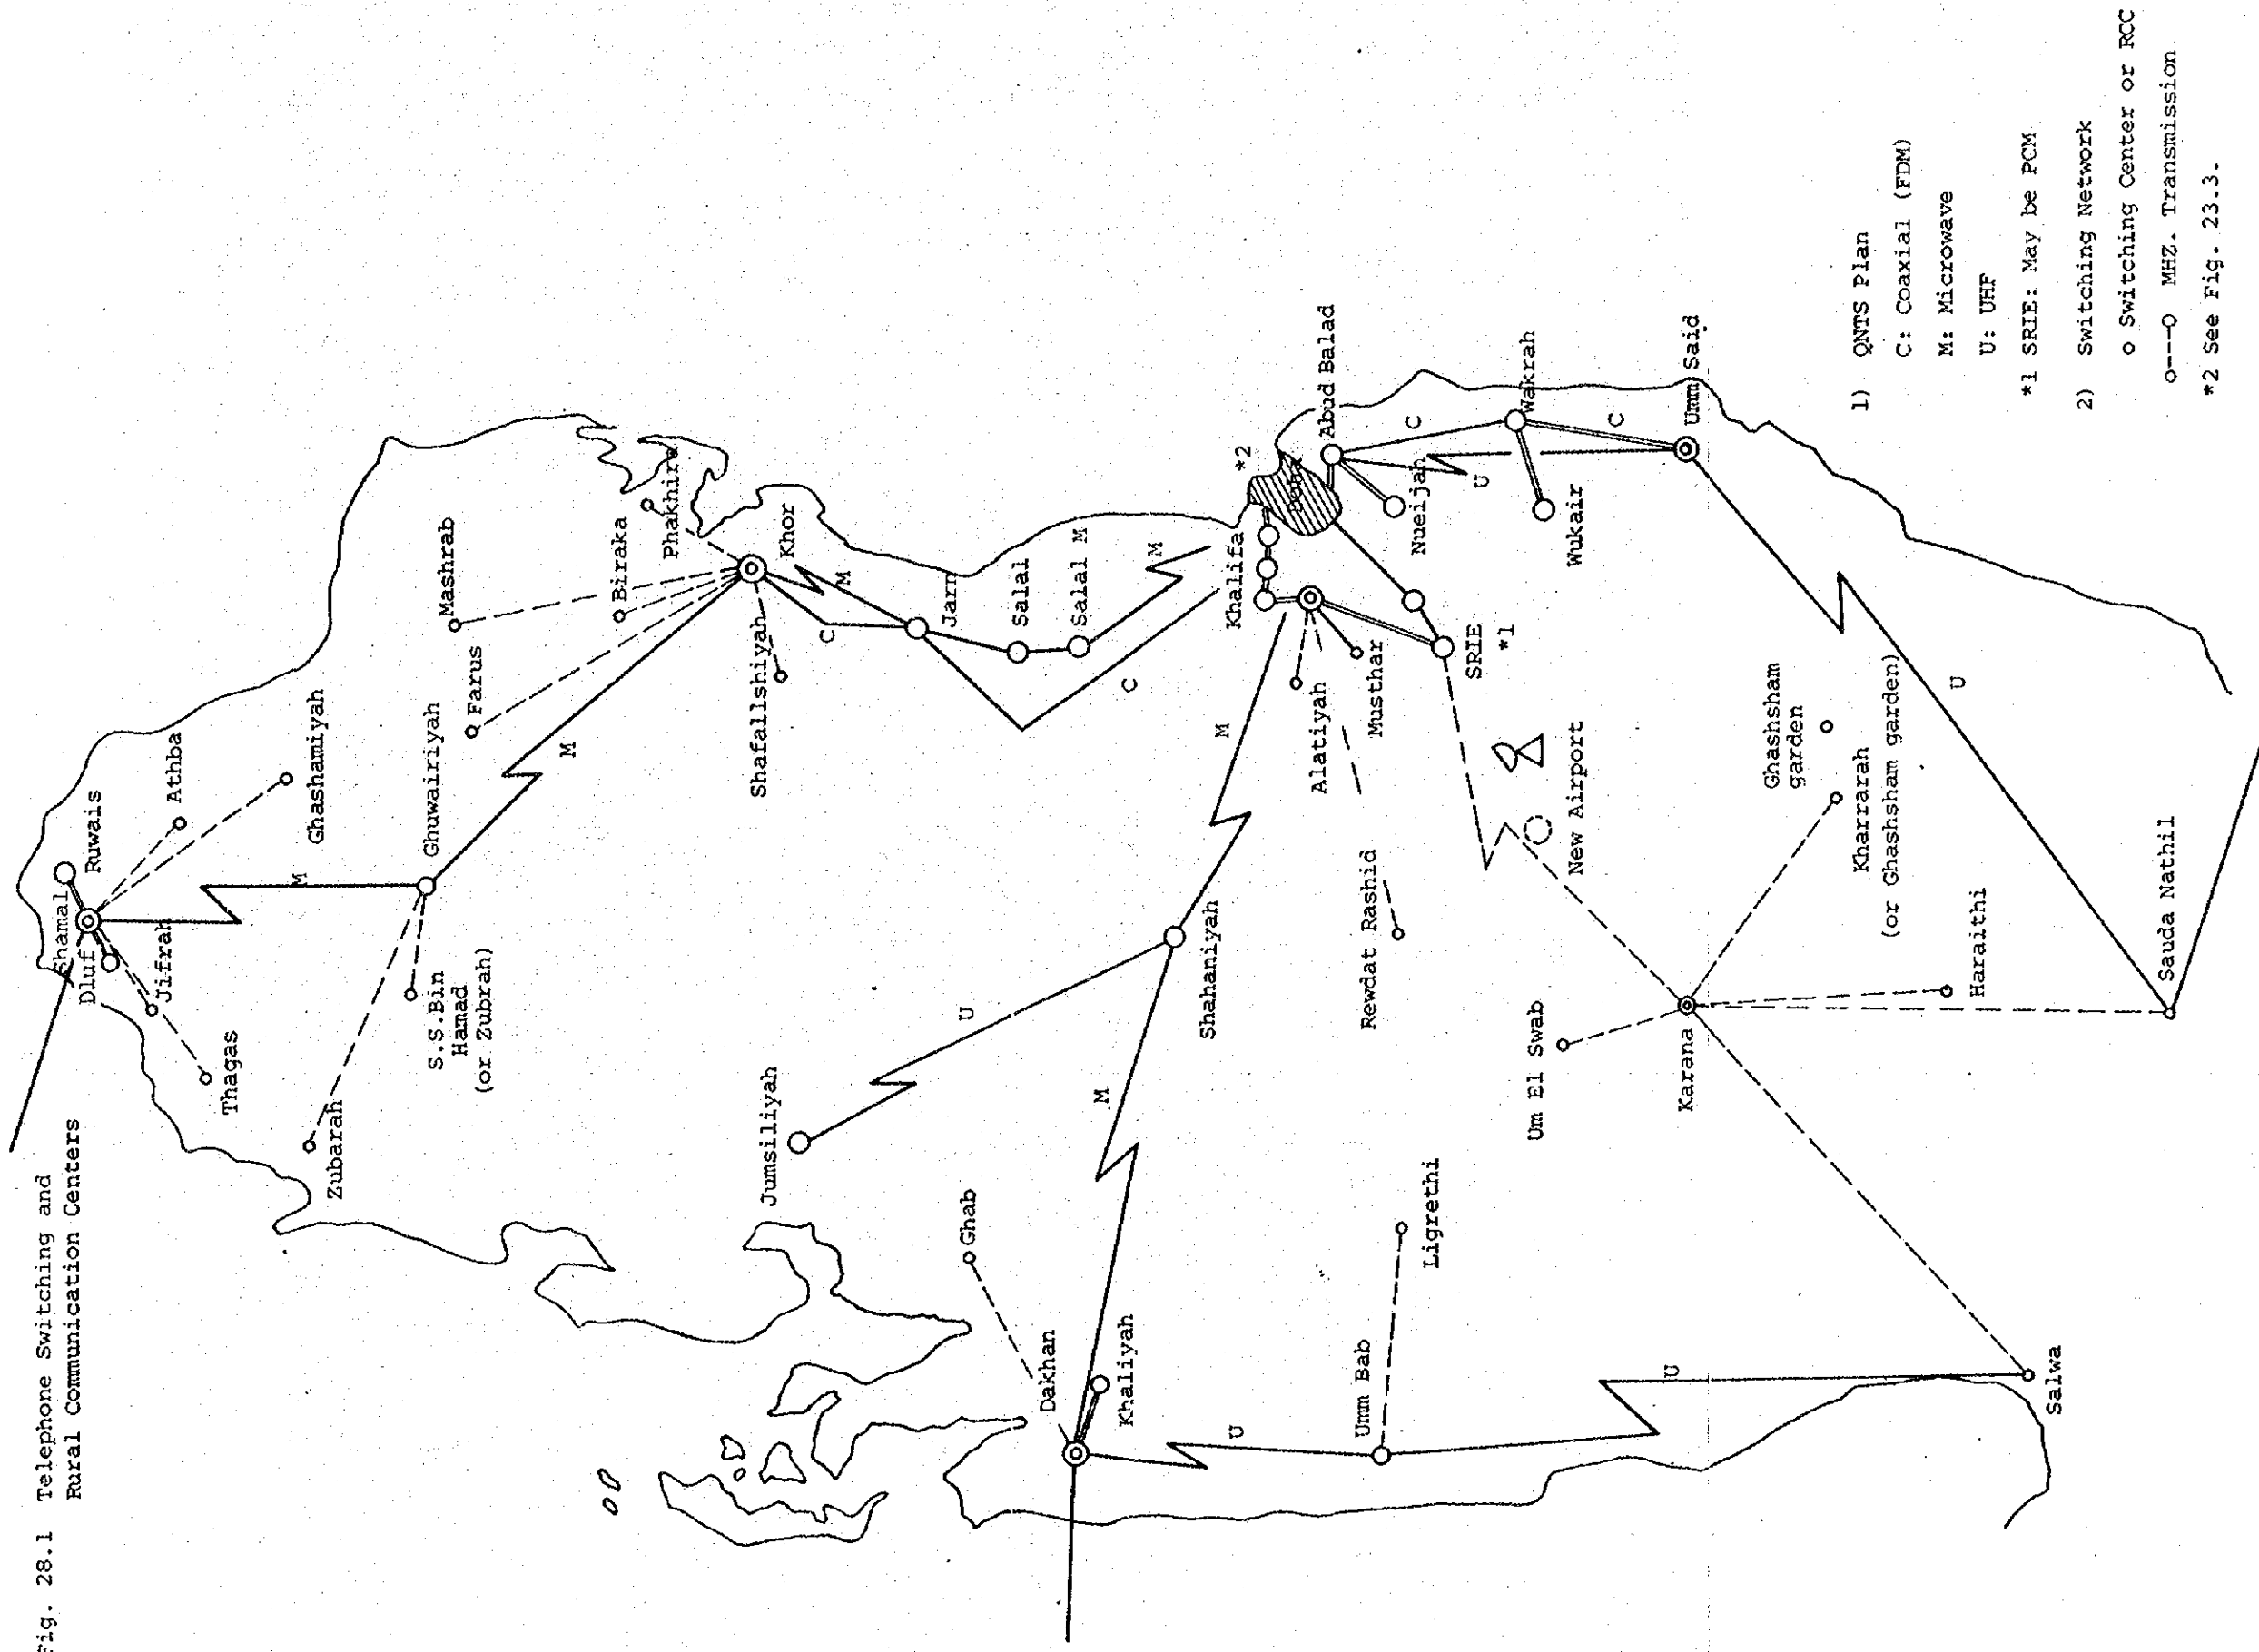 Fig. 28.1 Telephone Switching and
Rural Communication Centers
Shamal
Ruwais
Dluf
Jifrah
Thagas
Athba
Ghashamiyah
M
Zubarah
S.S.Bin
Hamad
(or Zubrah)
Ghuwairiyah
Farus
Mashrab
Biraka
M
Khor
Shafallshiyah
C
M
Jarn
Salal
Salal M
M
C
Jumsiliyah
U
Ghab
Dakhan
Khaliyah
M
Shahaniyah
M
Khalifa
*2
Abud Balad
Alatiyah
Musthar
Nueijah
C
U
Wakrah
Wukair
C
Umm Said
SRIE
*1
Rewdat Rashid
Ligrethi
Umm Bab
U
U
Salwa
New Airport
Um El Swab
Karana
Ghashsham
garden
Khararah
(or Ghashsham garden)
Haraithi
U
Sauda Nathil
1) QNTS Plan
C: Coaxial (FDM)
M: Microwave
U: UHF
*1 SRIE: May be PCM
2) Switching Network
o Switching Center or RCC
o---O MHZ. Transmission
*2 See Fig. 23.3.